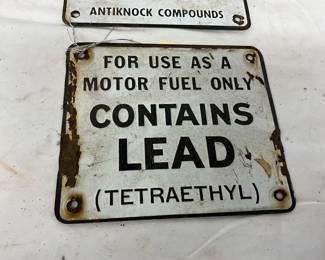 ANTIKNOCK COMPOUNDS
FOR USE AS A
MOTOR FUEL ONLY
CONTAINS
LEAD
(TETRAETHYL)